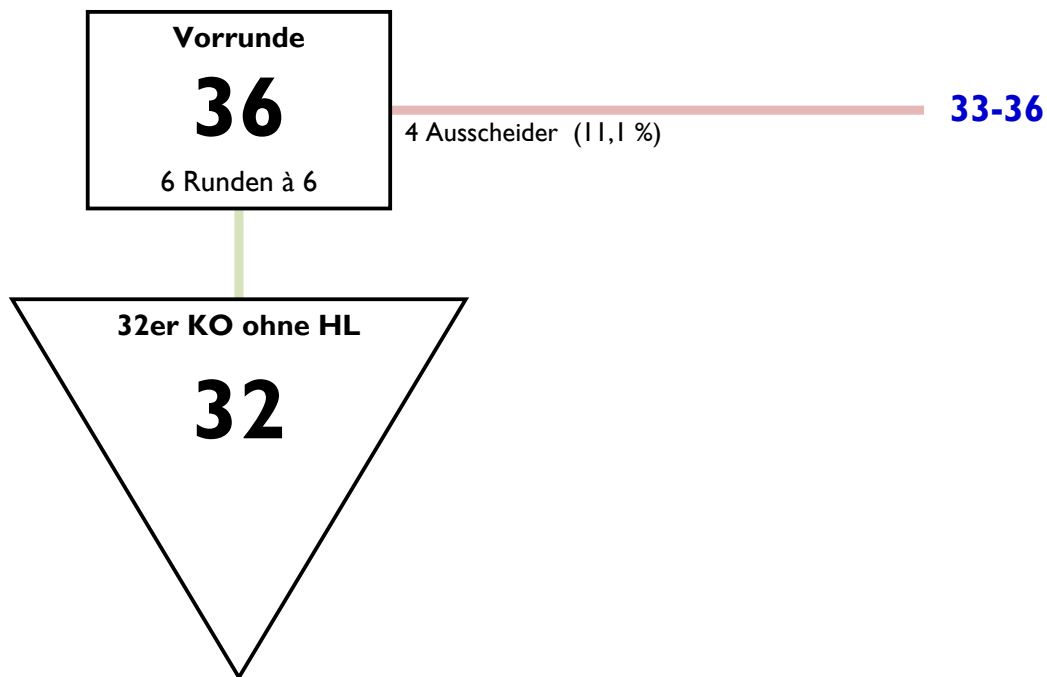 Vorrunde
36
6 Runden à 6
4 Ausscheider (11,1 %)
33-36
32er KO ohne HL
32